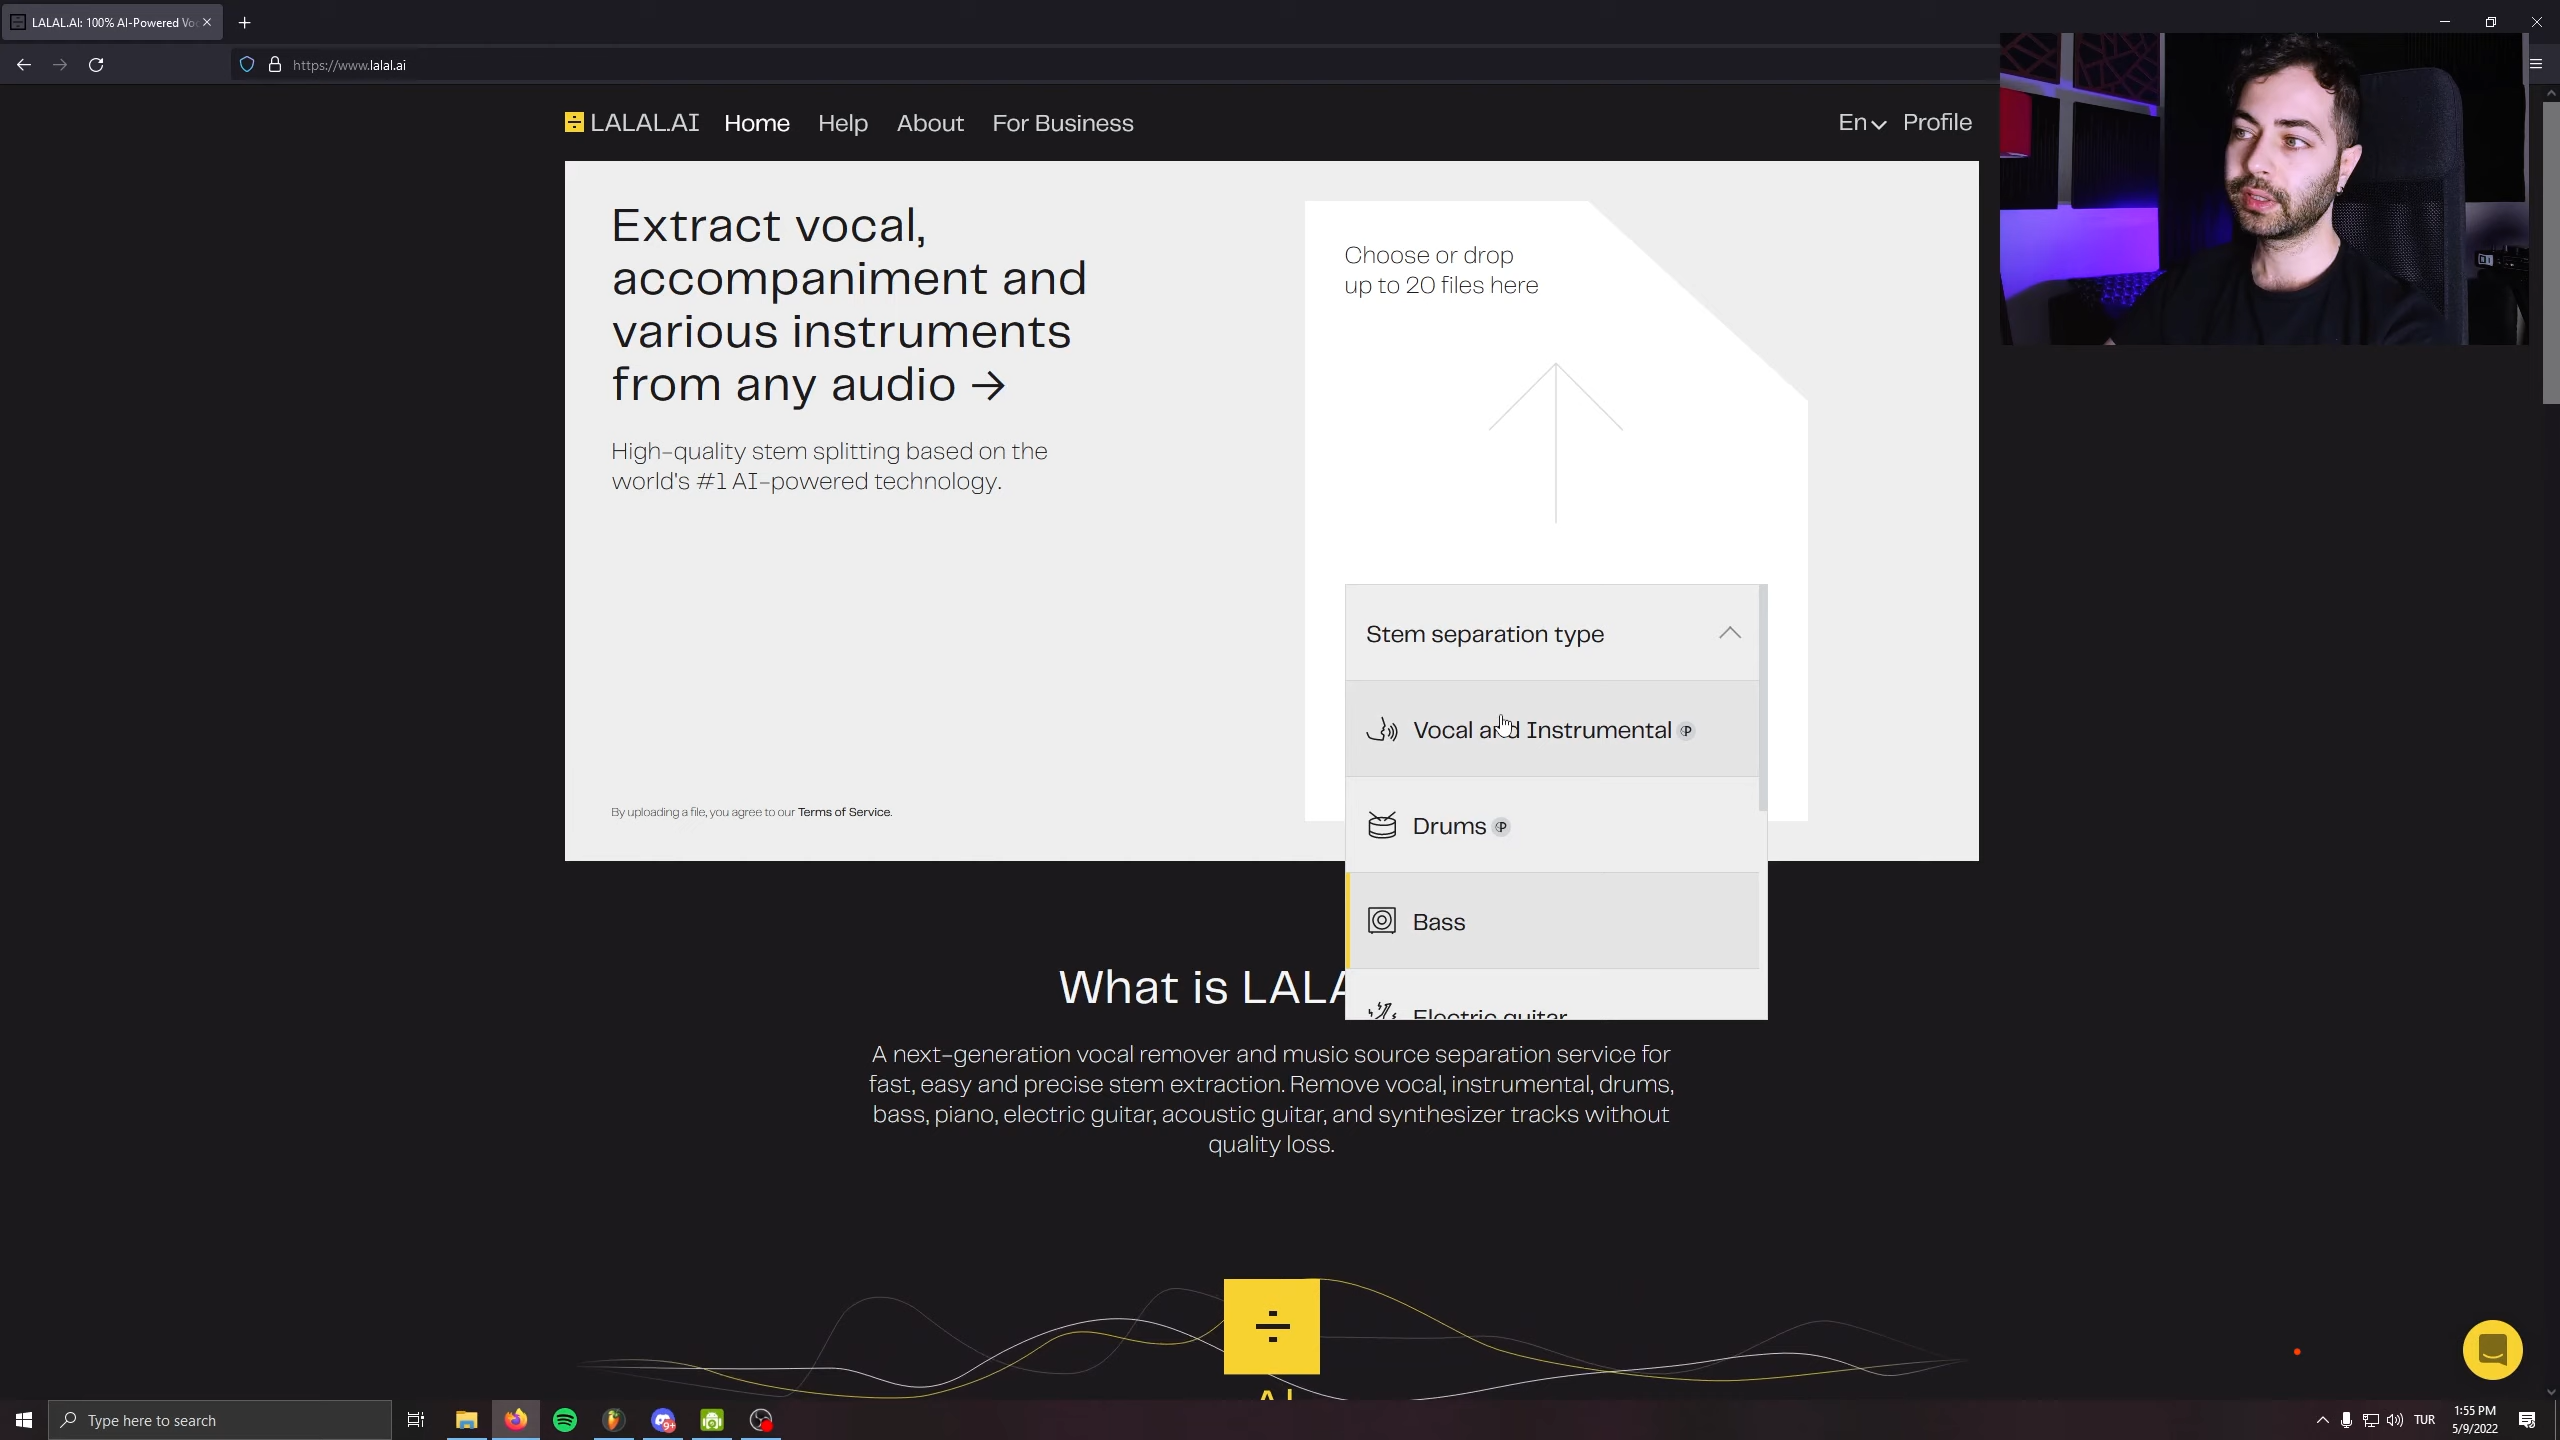 LALAL.AI: 100% AI-Powered Vo
https://www.lalal.ai
LALAL.AI Home Help About For Business En Profile
Extract vocal,
accompaniment and
various instruments
from any audio →
High-quality stem splitting based on the
world's #1 AI-powered technology.
By uploading a file, you agree to our Terms of Service.
Choose or drop
up to 20 files here
Stem separation type
Vocal and Instrumental P
Drums P
Bass
Electric guitar
What is LALA
A next-generation vocal remover and music source separation service for
fast, easy and precise stem extraction. Remove vocal, instrumental, drums,
bass, piano, electric guitar, acoustic guitar, and synthesizer tracks without
quality loss.
AI
Type here to search
9+
TUR
1:55 PM
5/9/2022